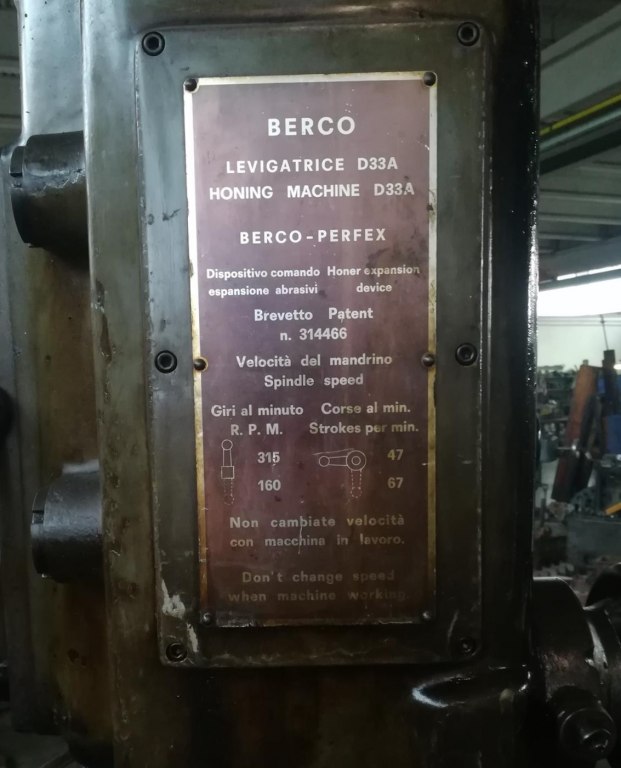 BERCO
LEVIGATRICE D33A
HONING MACHINE D33A
BERCO-PERFEX
Dispositivo comando Honer expansion
espansione abrasivi device
Brevetto Patent
n. 314466
Velocità del mandrino
Spindle speed
Giri al minuto Corse al min.
R. P. M. Strokes per min.
315 47
160 67
Non cambiate velocità
con macchina in lavoro.
Don't change speed
when machine working.